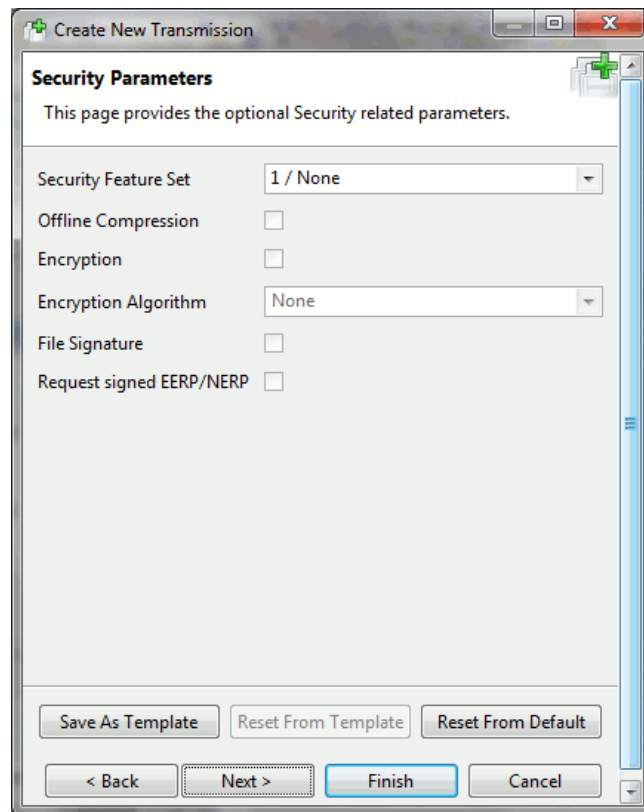 Create New Transmission
Security Parameters
This page provides the optional Security related parameters.
Security Feature Set 1 / None
Offline Compression
Encryption
Encryption Algorithm None
File Signature
Request signed EERP/NERP
Save As Template Reset From Template Reset From Default
< Back Next > Finish Cancel